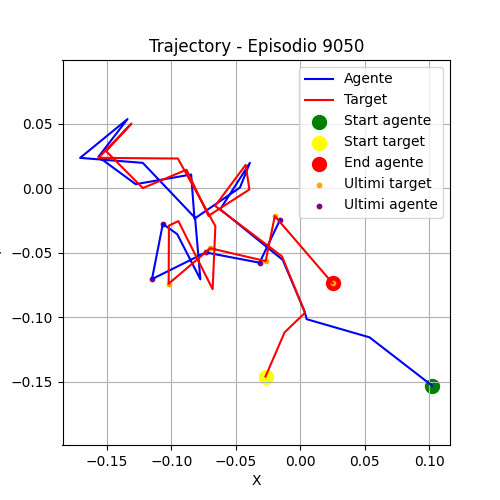 Trajectory - Episodio 9050
Agente
Target
Start agente
Start target
End agente
Ultimi target
Ultimi agente
0.05
0.00
−0.05
−0.10
−0.15
−0.15
−0.10
−0.05
0.00
0.05
0.10
X